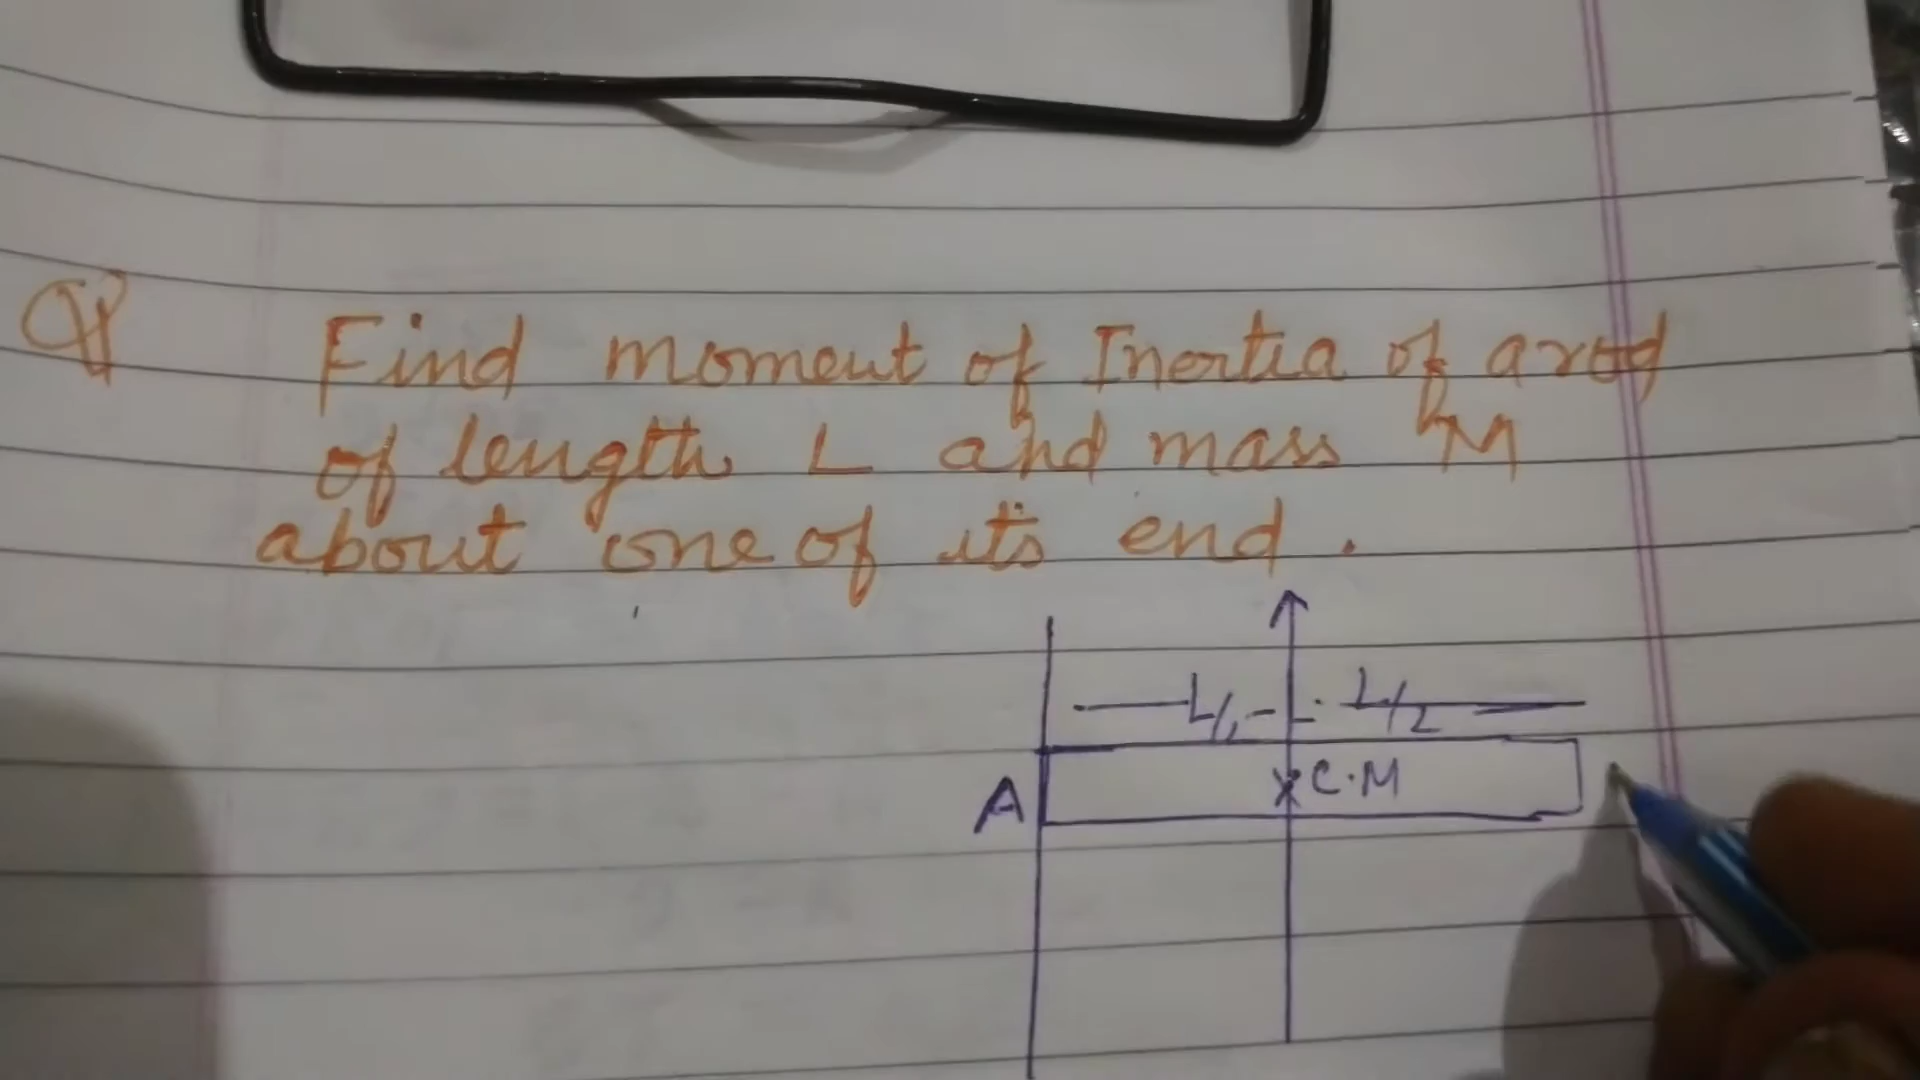 Q Find moment of Inertia of a rod
of length L and mass M
about one of its end.
L/2 L/2
A C.M